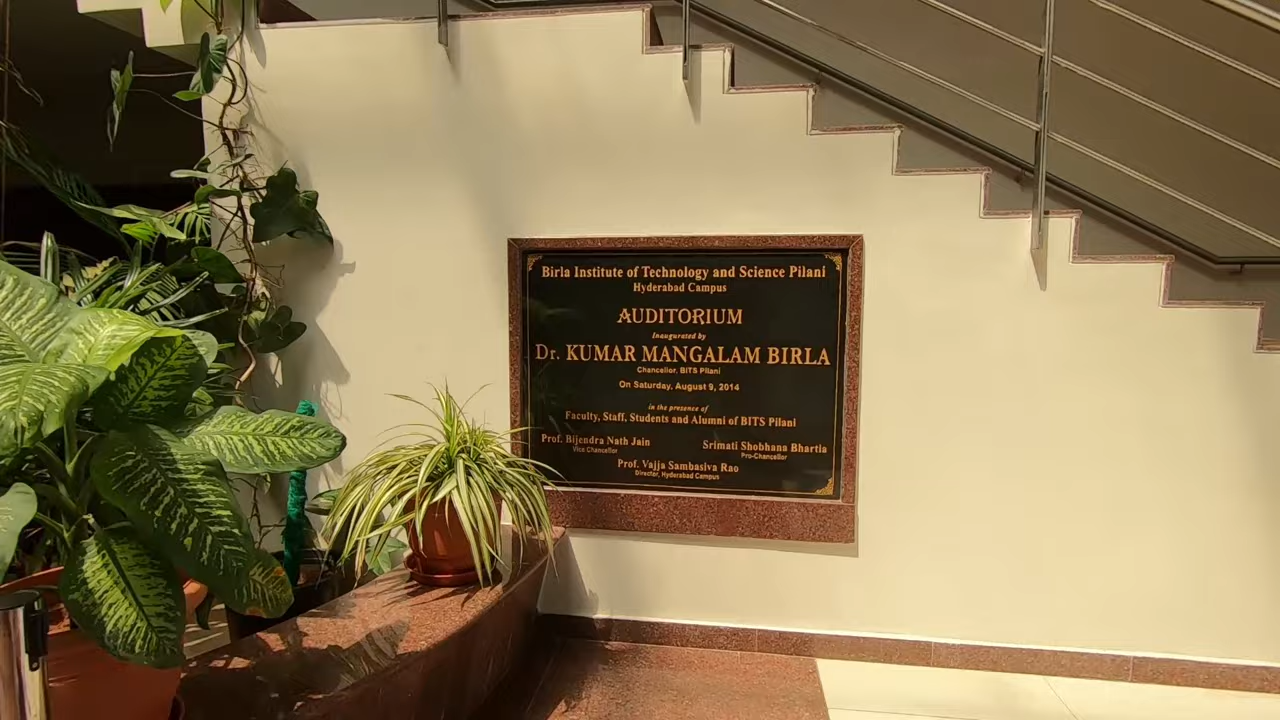 Birla Institute of Technology and Science Pilani
Hyderabad Campus
AUDITORIUM
Inaugurated by
Dr. KUMAR MANGALAM BIRLA
Chancellor, BITS Pilani
On Saturday, August 9, 2014
in the presence of
Faculty, Staff, Students and Alumni of BITS Pilani
Prof. Bijendra Nath Jain
Vice Chancellor
Srimati Shobhana Bhartia
Pro-Chancellor
Prof. Vajja Sambasiva Rao
Director, Hyderabad Campus